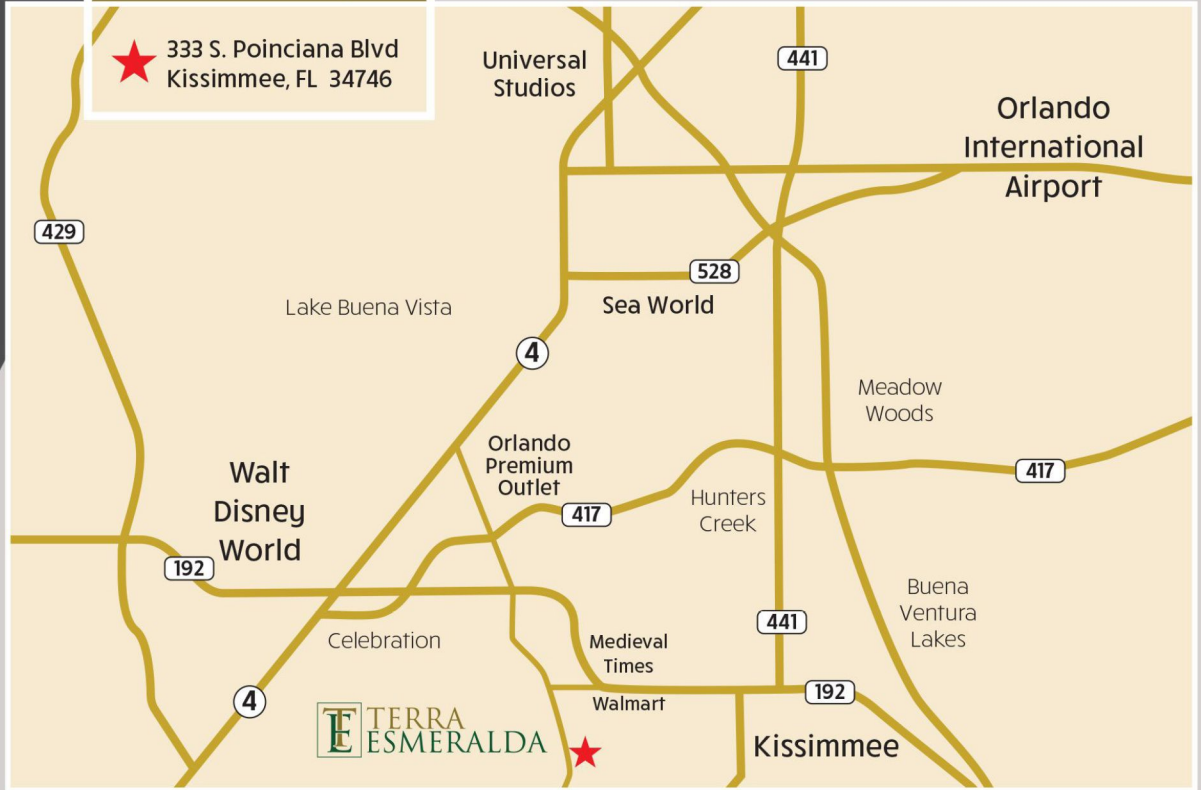 333 S. Poinciana Blvd
Kissimmee, FL 34746
Universal
Studios
441
Orlando
International
Airport
429
528
Lake Buena Vista
Sea World
4
Meadow
Woods
Orlando
Premium
Outlet
Walt
Disney
World
417
417
Hunters
Creek
192
Buena
Ventura
Lakes
441
Celebration
Medieval
Times
4
192
Walmart
TE
TERRA
ESMERALDA
Kissimmee